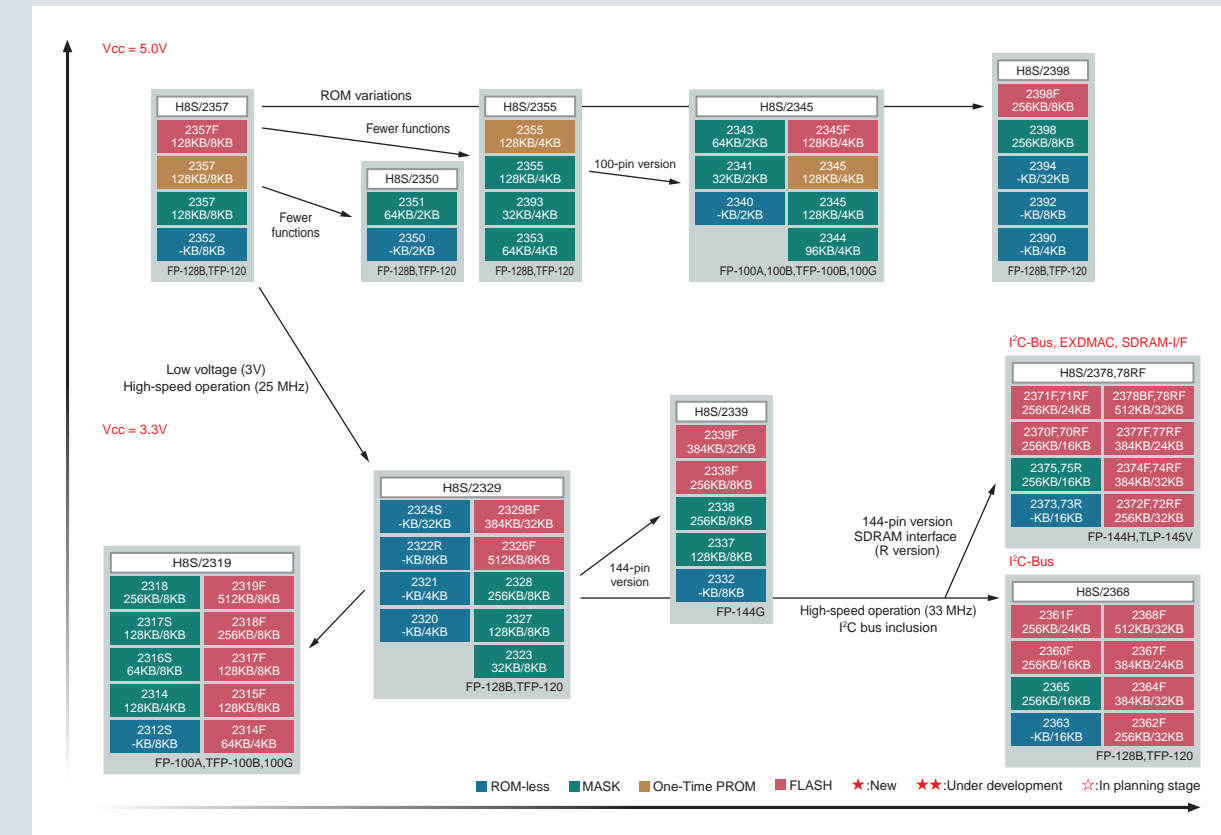 Vcc = 5.0V
H8S/2357
2357F
128KB/8KB
2357
128KB/8KB
2357
128KB/8KB
2352
-KB/8KB
FP-128B,TFP-120
ROM variations
Fewer functions
Fewer
functions
H8S/2350
2351
64KB/2KB
2350
-KB/2KB
FP-128B,TFP-120
H8S/2355
2355
128KB/4KB
2355
128KB/4KB
2393
32KB/4KB
2353
64KB/4KB
FP-128B,TFP-120
100-pin version
H8S/2345
2343
64KB/2KB
2341
32KB/2KB
2340
-KB/2KB
2345F
128KB/4KB
2345
128KB/4KB
2345
128KB/4KB
2344
96KB/4KB
FP-100A,100B,TFP-100B,100G
H8S/2398
2398F
256KB/8KB
2398
256KB/8KB
2394
-KB/32KB
2392
-KB/8KB
2390
-KB/4KB
FP-128B,TFP-120
Low voltage (3V)
High-speed operation (25 MHz)
Vcc = 3.3V
H8S/2319
2318
256KB/8KB
2317S
128KB/8KB
2316S
64KB/8KB
2314
128KB/4KB
2312S
-KB/8KB
2319F
512KB/8KB
2318F
256KB/8KB
2317F
128KB/8KB
2315F
128KB/8KB
2314F
64KB/4KB
FP-100A,TFP-100B,100G
H8S/2329
2324S
-KB/32KB
2322R
-KB/8KB
2321
-KB/4KB
2320
-KB/4KB
2329BF
384KB/32KB
2326F
512KB/8KB
2328
256KB/8KB
2327
128KB/8KB
2323
32KB/8KB
FP-128B,TFP-120
144-pin
version
H8S/2339
2339F
384KB/32KB
2338F
256KB/8KB
2338
256KB/8KB
2337
128KB/8KB
2332
-KB/8KB
FP-144G
144-pin version
SDRAM interface
(R version)
High-speed operation (33 MHz)
I²C bus inclusion
I²C-Bus, EXDMAC, SDRAM-I/F
H8S/2378,78RF
2371F,71RF
256KB/24KB
2370F,70RF
256KB/16KB
2375,75R
256KB/16KB
2373,73R
-KB/16KB
2378BF,78RF
512KB/32KB
2377F,77RF
384KB/24KB
2374F,74RF
384KB/32KB
2372F,72RF
256KB/32KB
FP-144H,TLP-145V
I²C-Bus
H8S/2368
2361F
256KB/24KB
2360F
256KB/16KB
2365
256KB/16KB
2363
-KB/16KB
2368F
512KB/32KB
2367F
384KB/24KB
2364F
384KB/32KB
2362F
256KB/32KB
FP-128B,TFP-120
ROM-less MASK One-Time PROM FLASH ★:New ★★:Under development ☆:In planning stage